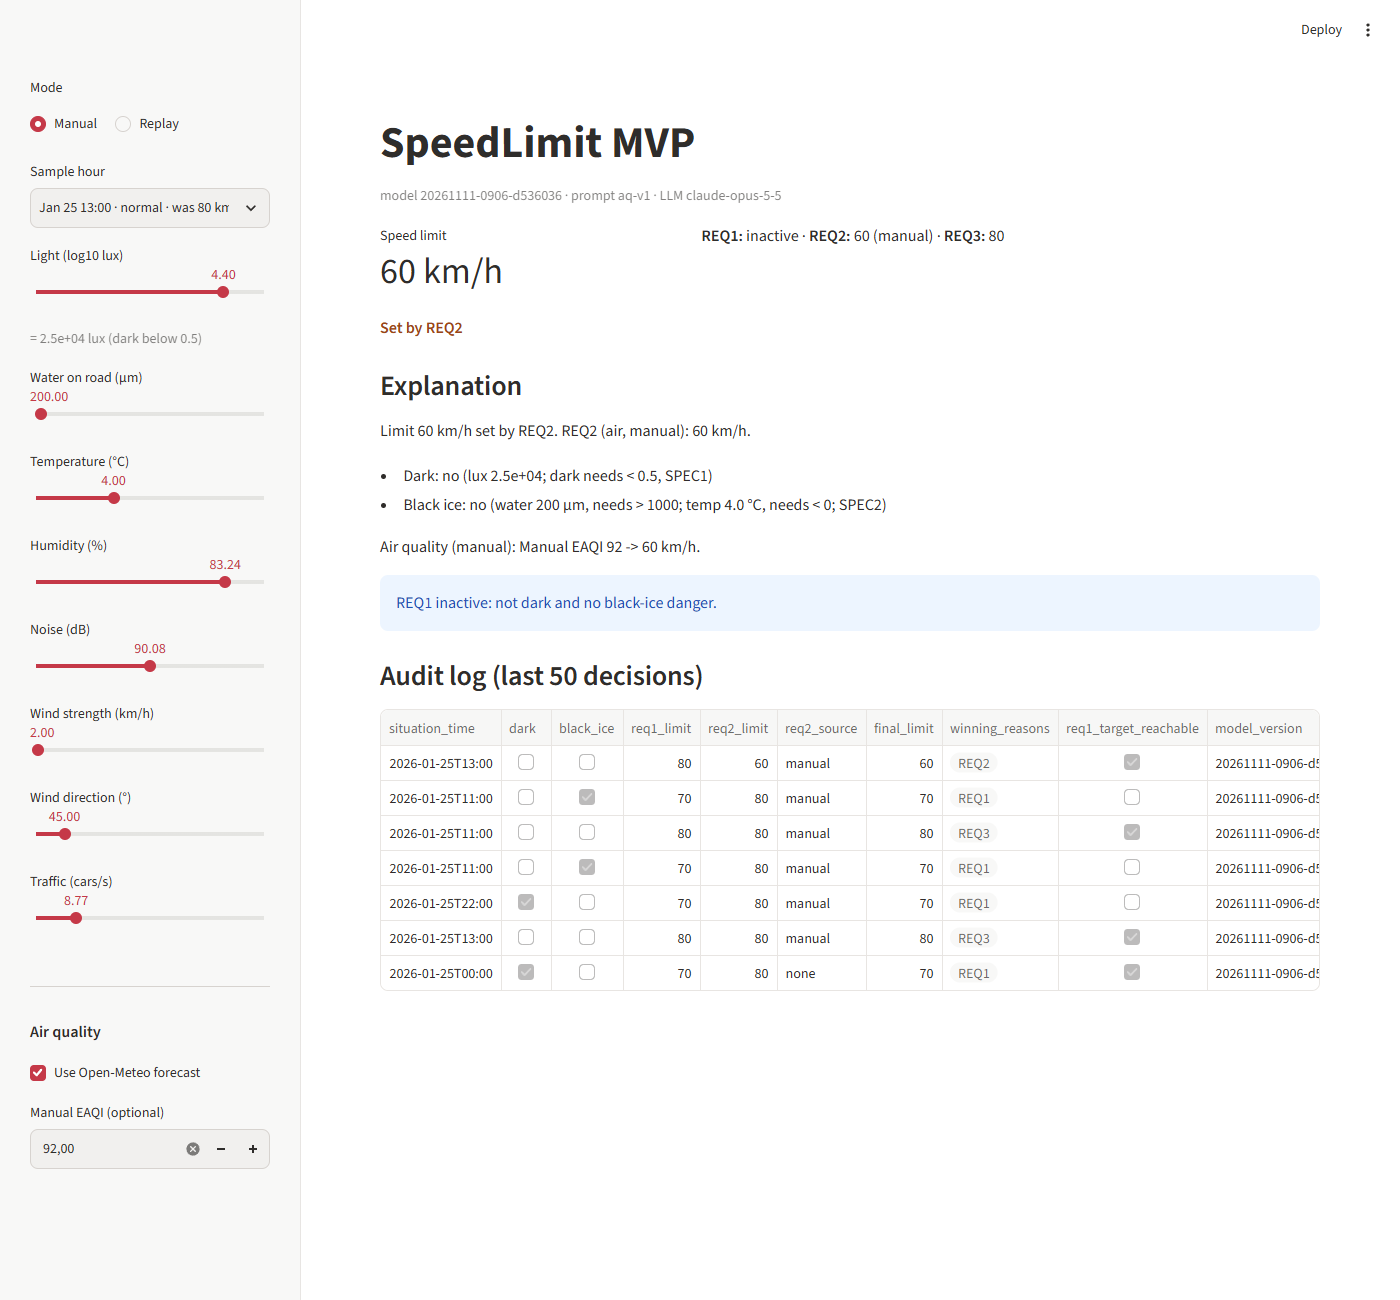 Deploy
Mode
Manual
Replay
Sample hour
Jan 25 13:00 · normal · was 80 km
Light (log10 lux)
4.40
= 2.5e+04 lux (dark below 0.5)
Water on road (μm)
200.00
Temperature (°C)
4.00
Humidity (%)
83.24
Noise (dB)
90.08
Wind strength (km/h)
2.00
Wind direction (°)
45.00
Traffic (cars/s)
8.77
Air quality
Use Open-Meteo forecast
Manual EAQI (optional)
92,00
SpeedLimit MVP
model 20261111-0906-d536036 · prompt aq-v1 · LLM claude-opus-5-5
Speed limit
60 km/h
Set by REQ2
REQ1: inactive · REQ2: 60 (manual) · REQ3: 80
Explanation
Limit 60 km/h set by REQ2. REQ2 (air, manual): 60 km/h.
• Dark: no (lux 2.5e+04; dark needs < 0.5, SPEC1)
• Black ice: no (water 200 μm, needs > 1000; temp 4.0 °C, needs < 0; SPEC2)
Air quality (manual): Manual EAQI 92 -> 60 km/h.
REQ1 inactive: not dark and no black-ice danger.
Audit log (last 50 decisions)
situation_time dark black_ice req1_limit req2_limit req2_source final_limit winning_reasons req1_target_reachable model_version
2026-01-25T13:00 80 60 manual 60 REQ2 20261111-0906-d5
2026-01-25T11:00 70 80 manual 70 REQ1 20261111-0906-d5
2026-01-25T11:00 80 80 manual 80 REQ3 20261111-0906-d5
2026-01-25T11:00 70 80 manual 70 REQ1 20261111-0906-d5
2026-01-25T22:00 70 80 manual 70 REQ1 20261111-0906-d5
2026-01-25T13:00 80 80 manual 80 REQ3 20261111-0906-d5
2026-01-25T00:00 70 80 none 70 REQ1 20261111-0906-d5